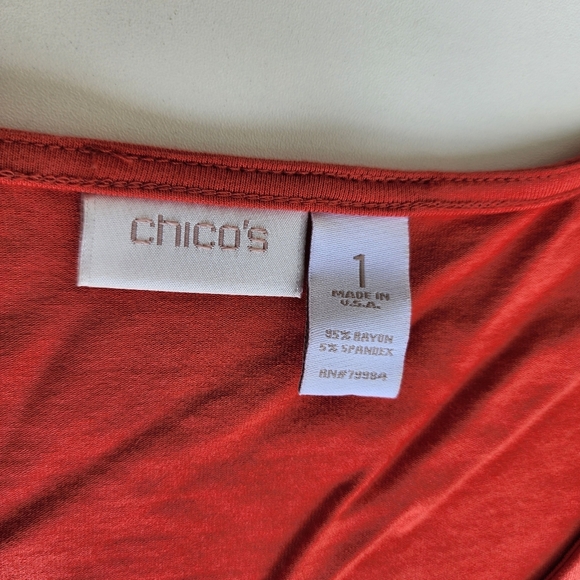 chico's
1
MADE IN
U.S.A.
95% RAYON
5% SPANDEX
RN#79984